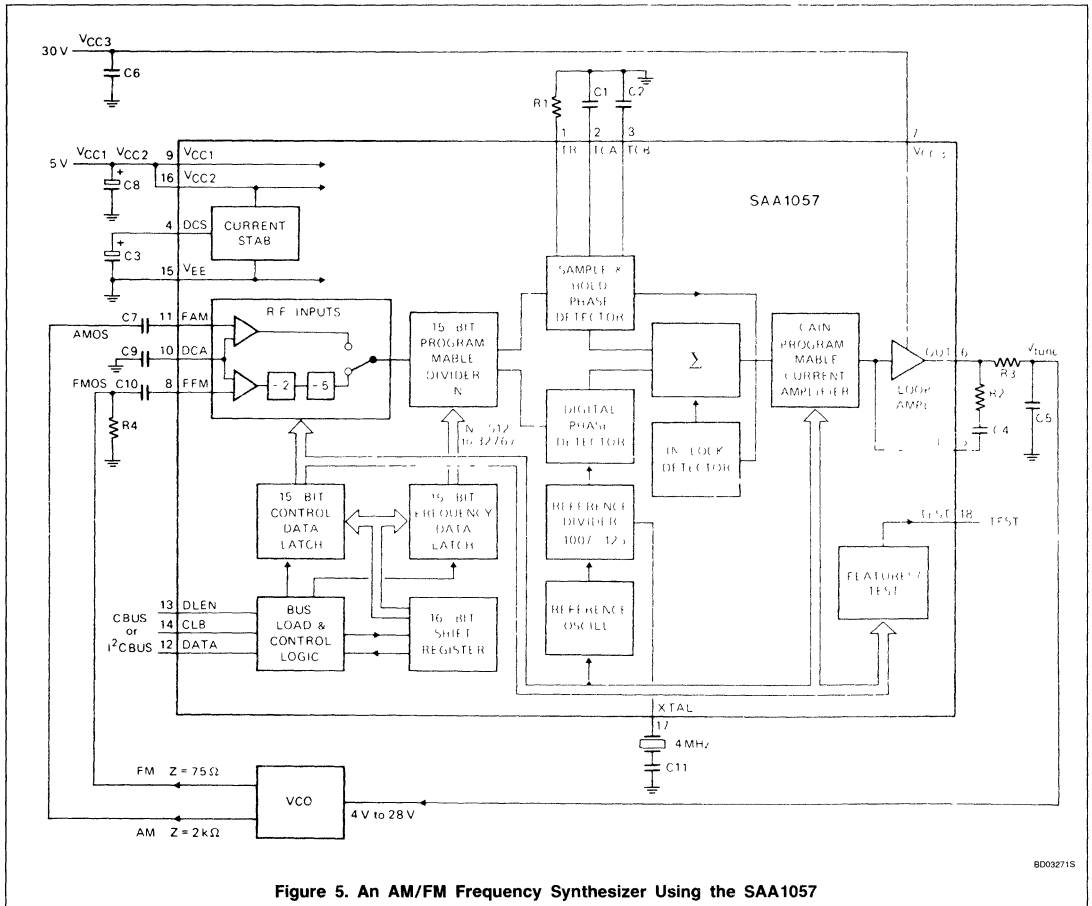 30 V VCC3
C6
R1
C1
C2
1
2
3
7
TR
TCA
TCB
SAA1057
5 V
VCC1
VCC2
9
VCC1
16
VCC2
+
C8
4
DCS
CURRENT
STAB
+
C3
15
VEE
C7
11
FAM
AMOS
C9
10
DCA
FMOS
C10
8
FFM
R4
R F INPUTS
- 2
- 5
15 BIT
PROGRAM
MABLE
DIVIDER
N
SAMPLE &
HOLD
PHASE
DETECTOR
Σ
DIGITAL
PHASE
DETECTOR
IN LOCK
DETECTOR
GAIN
PROGRAM
MABLE
CURRENT
AMPLIFIER
LOOP
AMPL
OUT
6
Vtune
R3
R2
C4
C5
512
to 32767
15 BIT
CONTROL
DATA
LATCH
15 BIT
FREQUENCY
DATA
LATCH
REFERENCE
DIVIDER
REFERENCE
OSCILL
TEST
18
TEST
FEATURES/
TEST
CBUS
or
I²CBUS
13
DLEN
14
CLB
12
DATA
BUS
LOAD &
CONTROL
LOGIC
16 BIT
SHIFT
REGISTER
XTAL
17
4 MHz
C11
FM Z = 75Ω
VCO
4 V to 28 V
AM Z = 2kΩ
BD03271S
Figure 5. An AM/FM Frequency Synthesizer Using the SAA1057